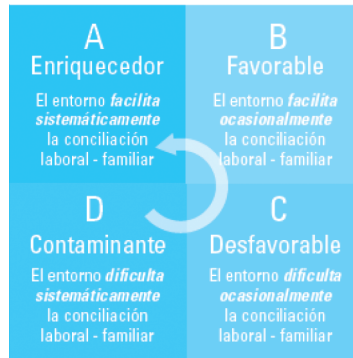 A
Enriquecedor
El entorno facilita
sistemáticamente
la conciliación
laboral - familiar
B
Favorable
El entorno facilita
ocasionalmente
la conciliación
laboral - familiar
D
Contaminante
El entorno dificulta
sistemáticamente
la conciliación
laboral - familiar
C
Desfavorable
El entorno dificulta
ocasionalmente
la conciliación
laboral - familiar